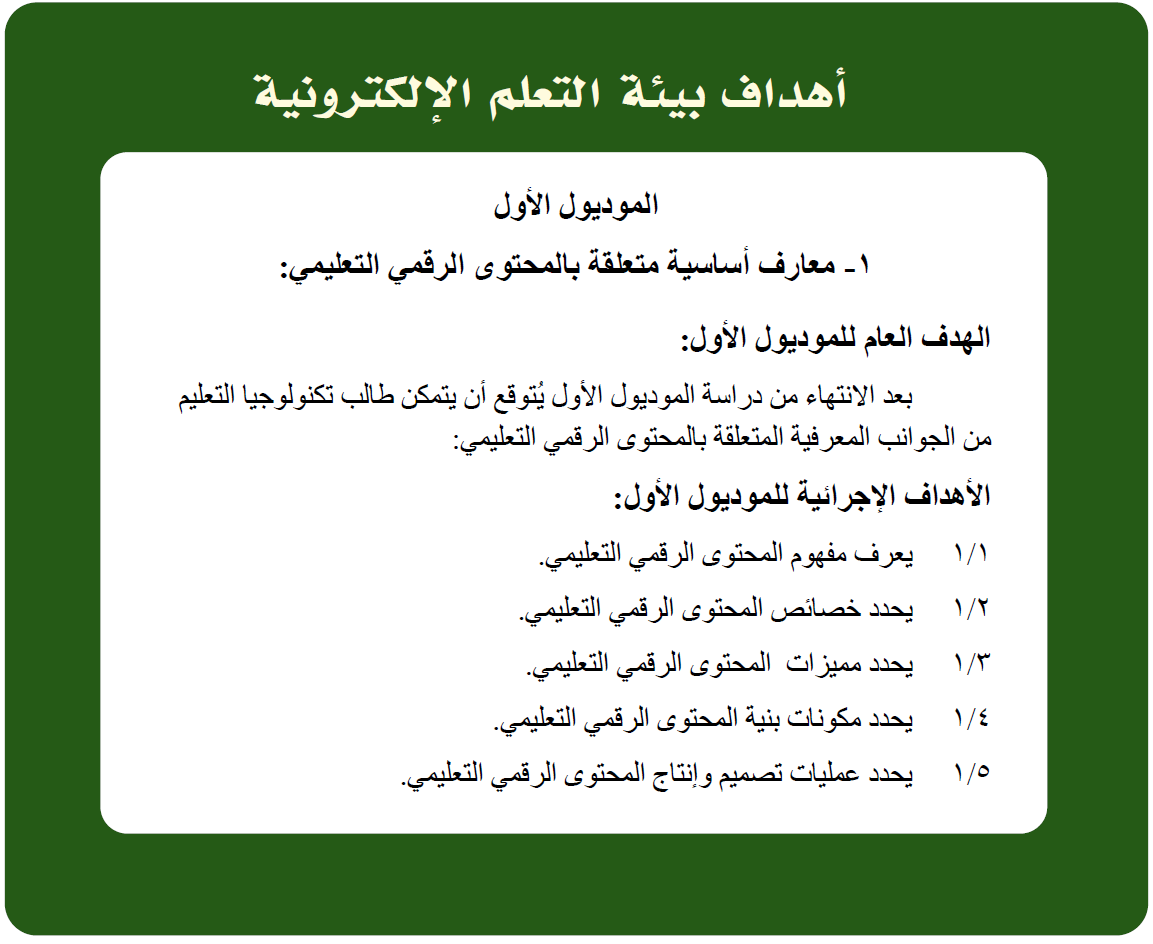 أهداف بيئة التعلم الإلكترونية
الموديول الأول
١- معارف أساسية متعلقة بالمحتوى الرقمي التعليمي:
الهدف العام للموديول الأول:
بعد الانتهاء من دراسة الموديول الأول يُتوقع أن يتمكن طالب تكنولوجيا التعليم
من الجوانب المعرفية المتعلقة بالمحتوى الرقمي التعليمي:
الأهداف الإجرائية للموديول الأول:
١/١ يعرف مفهوم المحتوى الرقمي التعليمي.
١/٢ يحدد خصائص المحتوى الرقمي التعليمي.
١/٣ يحدد مميزات المحتوى الرقمي التعليمي.
١/٤ يحدد مكونات بنية المحتوى الرقمي التعليمي.
١/٥ يحدد عمليات تصميم وإنتاج المحتوى الرقمي التعليمي.